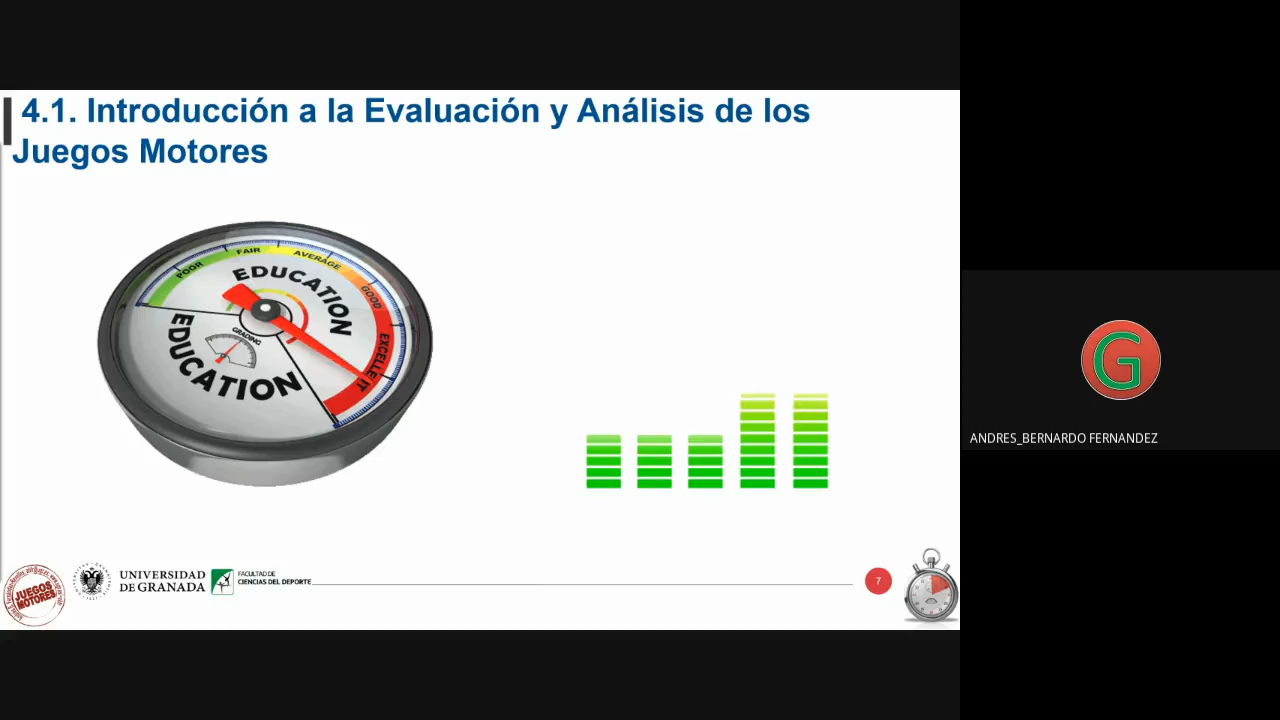 4.1. Introducción a la Evaluación y Análisis de los
Juegos Motores
POOR
FAIR
AVERAGE
GOOD
EDUCATION
GRADING
EDUCATION
JUEGOS
MOTORES
UNIVERSIDAD
DE GRANADA
FACULTAD DE
CIENCIAS DEL DEPORTE
7
G
ANDRES_BERNARDO FERNANDEZ